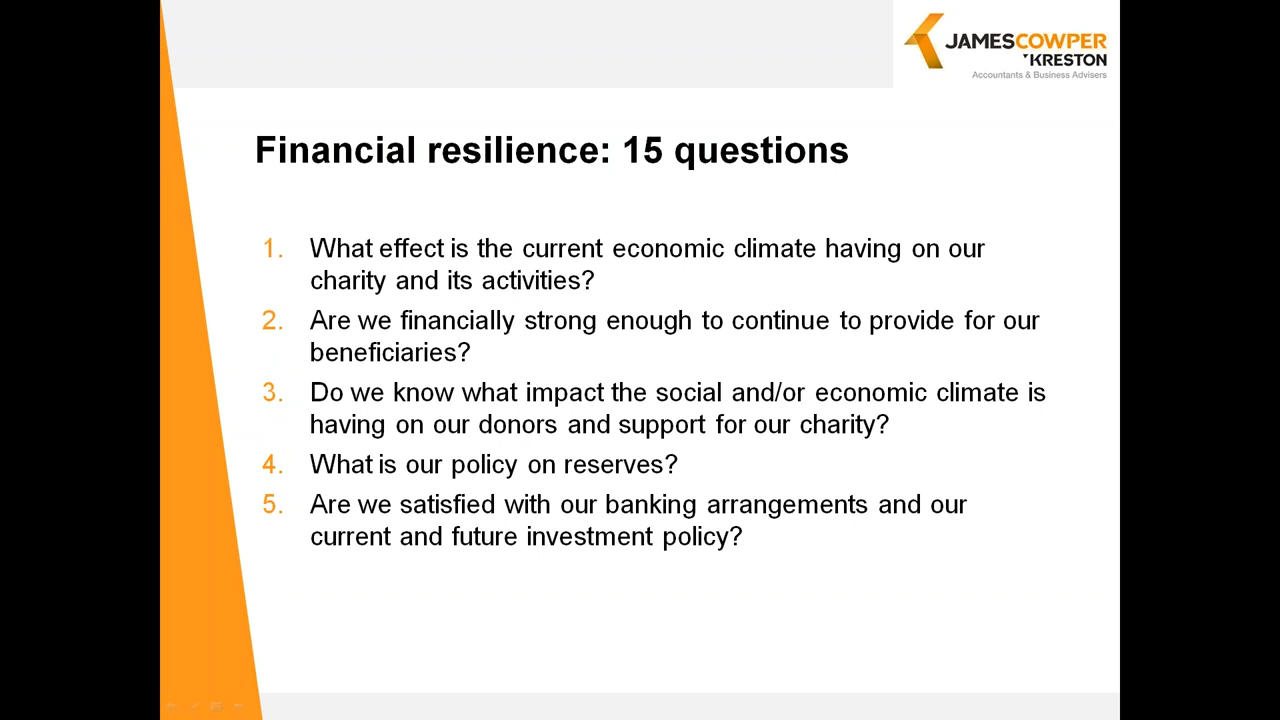 JAMESCOWPER
KRESTON
Accountants & Business Advisers
Financial resilience: 15 questions
1. What effect is the current economic climate having on our
charity and its activities?
2. Are we financially strong enough to continue to provide for our
beneficiaries?
3. Do we know what impact the social and/or economic climate is
having on our donors and support for our charity?
4. What is our policy on reserves?
5. Are we satisfied with our banking arrangements and our
current and future investment policy?